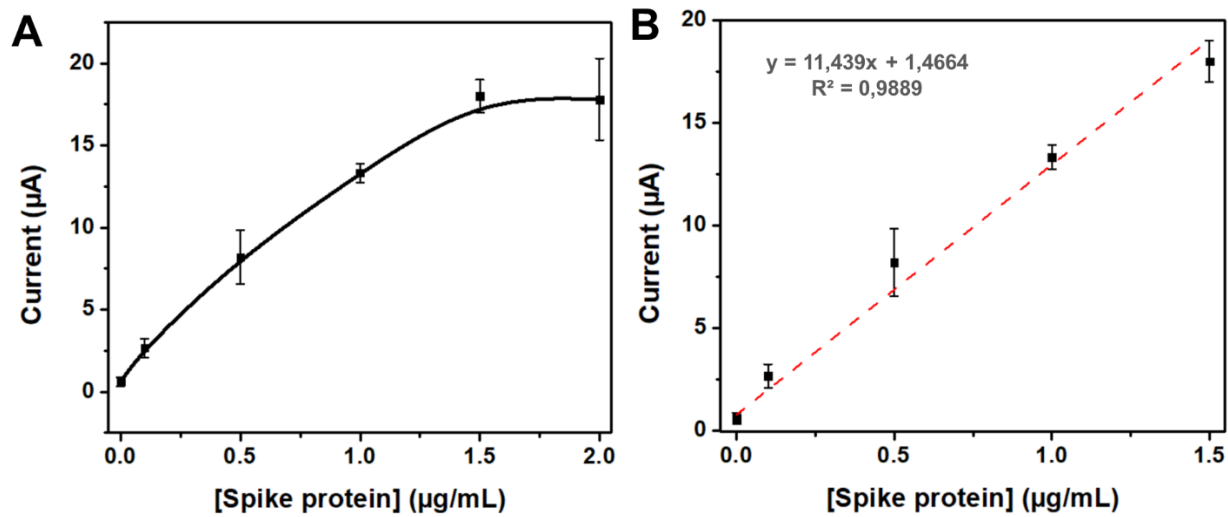 A
20
15
10
5
0
Current (µA)
0.0 0.5 1.0 1.5 2.0
[Spike protein] (µg/mL)
B
y = 11,439x + 1,4664
R² = 0,9889
20
15
10
5
0
Current (µA)
0.0 0.5 1.0 1.5
[Spike protein] (µg/mL)